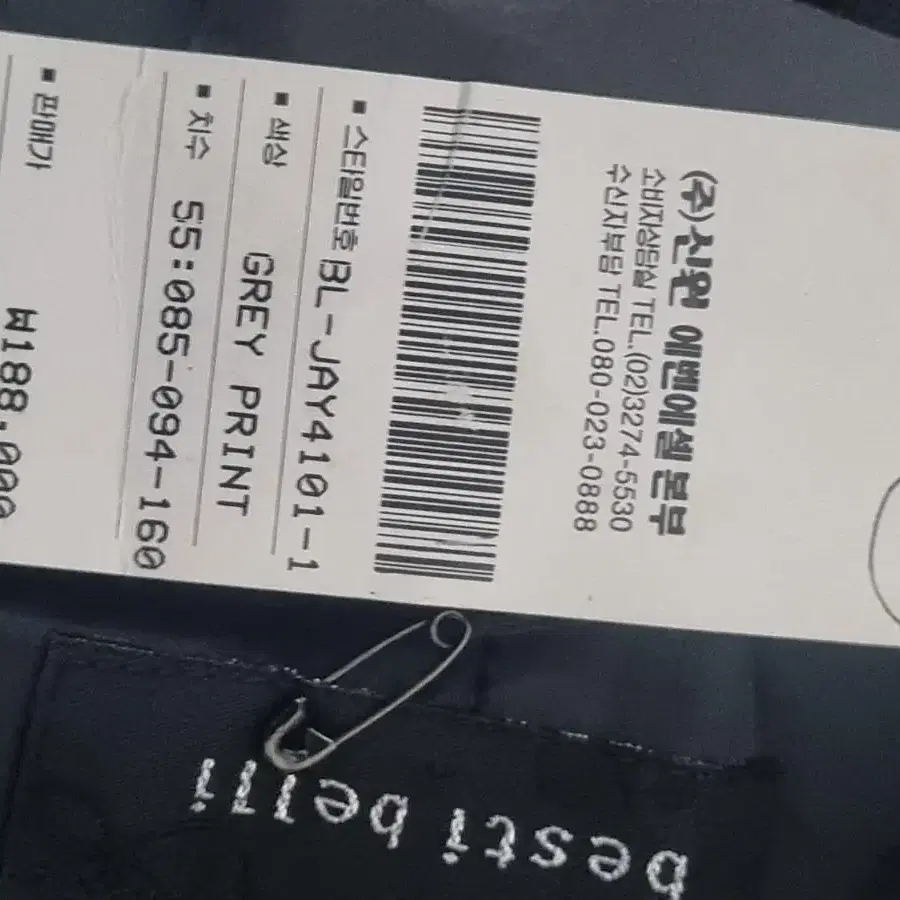 (주)신원 에벤에셀 본부
소비자상담실 TEL.(02)3274-5530
수신자부담 TEL.080-023-0888
▪ 스타일번호 BL-JAY4101-1
▪ 색상 GREY PRINT
▪ 치수 55:085-094-160
▪ 판매가 ₩188,000
besti belli